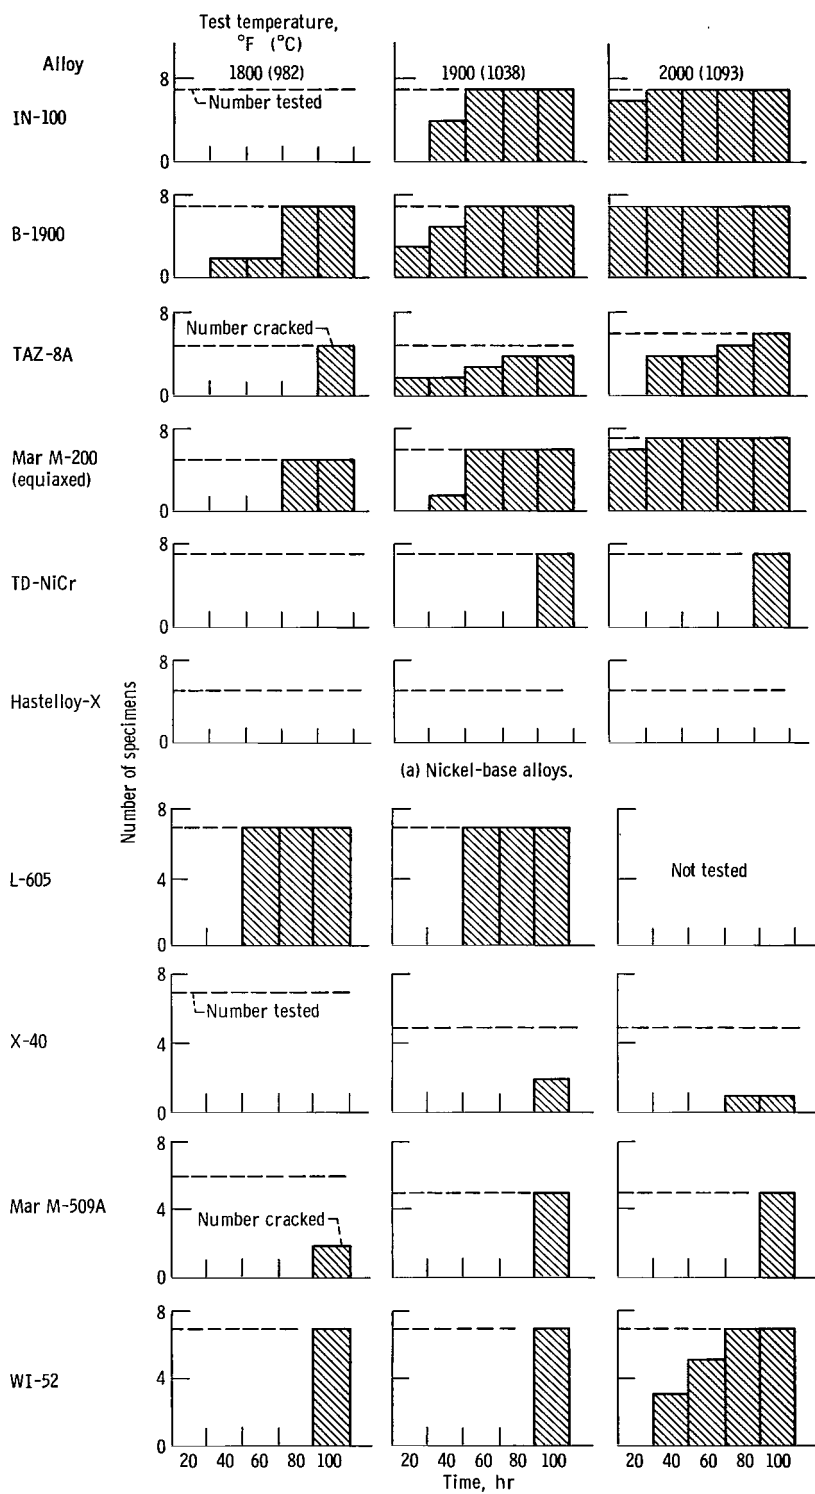 Test temperature,
°F (°C)
Alloy
1800 (982)
1900 (1038)
2000 (1093)
8
Number tested
IN-100
0
8
B-1900
0
8
Number cracked
TAZ-8A
0
8
Mar M-200
(equiaxed)
0
8
TD-NiCr
0
8
Hastelloy-X
0
Number of specimens
(a) Nickel-base alloys.
8
L-605
4
Not tested
0
8
Number tested
X-40
4
0
8
Mar M-509A
4
Number cracked
0
8
WI-52
4
0
20 40 60 80 100
20 40 60 80 100
20 40 60 80 100
Time, hr